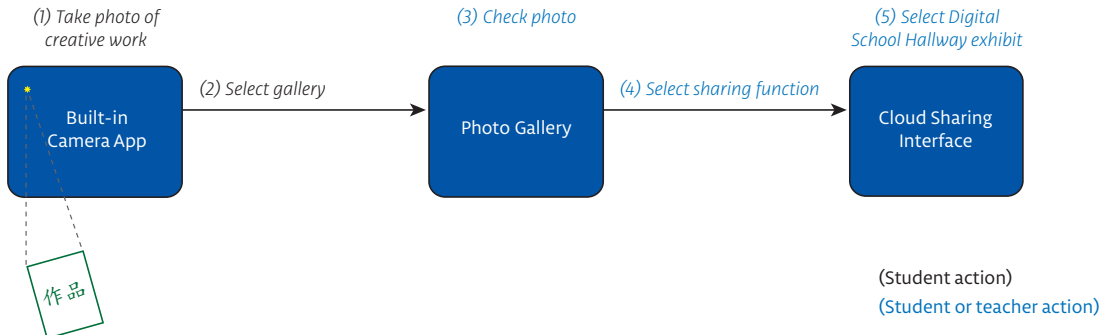 (1) Take photo of
creative work
(3) Check photo
(5) Select Digital
School Hallway exhibit
(2) Select gallery
(4) Select sharing function
Built-in
Camera App
Photo Gallery
Cloud Sharing
Interface
作品
(Student action)
(Student or teacher action)